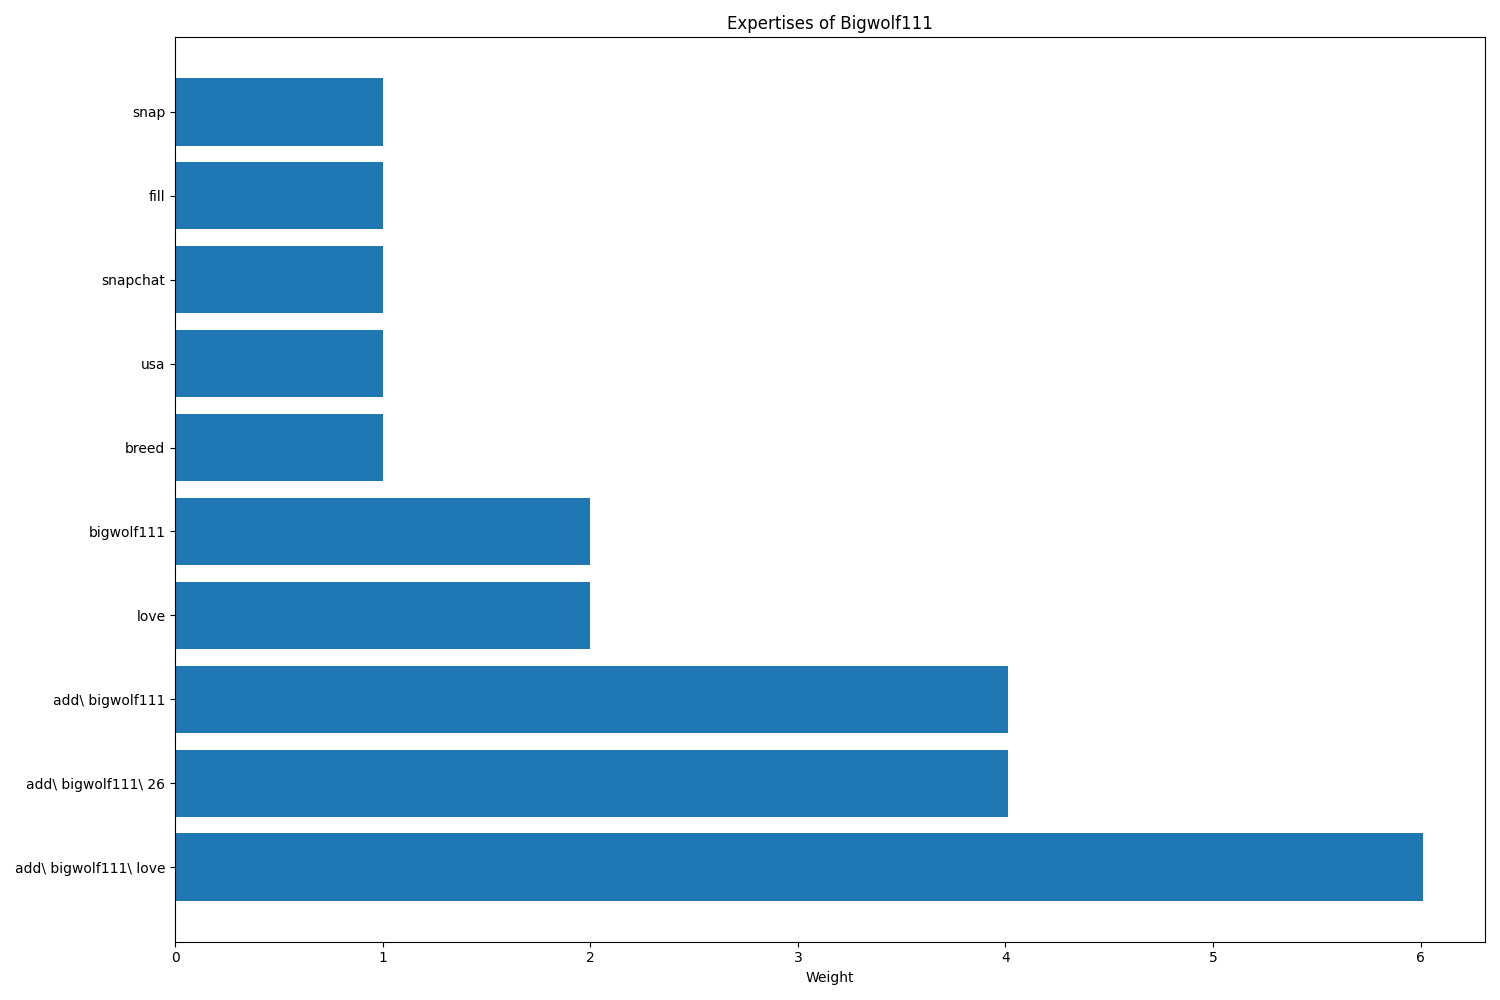 Expertises of Bigwolf111
snap
fill
snapchat
usa
breed
bigwolf111
love
add\ bigwolf111
add\ bigwolf111\ 26
add\ bigwolf111\ love
0 1 2 3 4 5 6
Weight